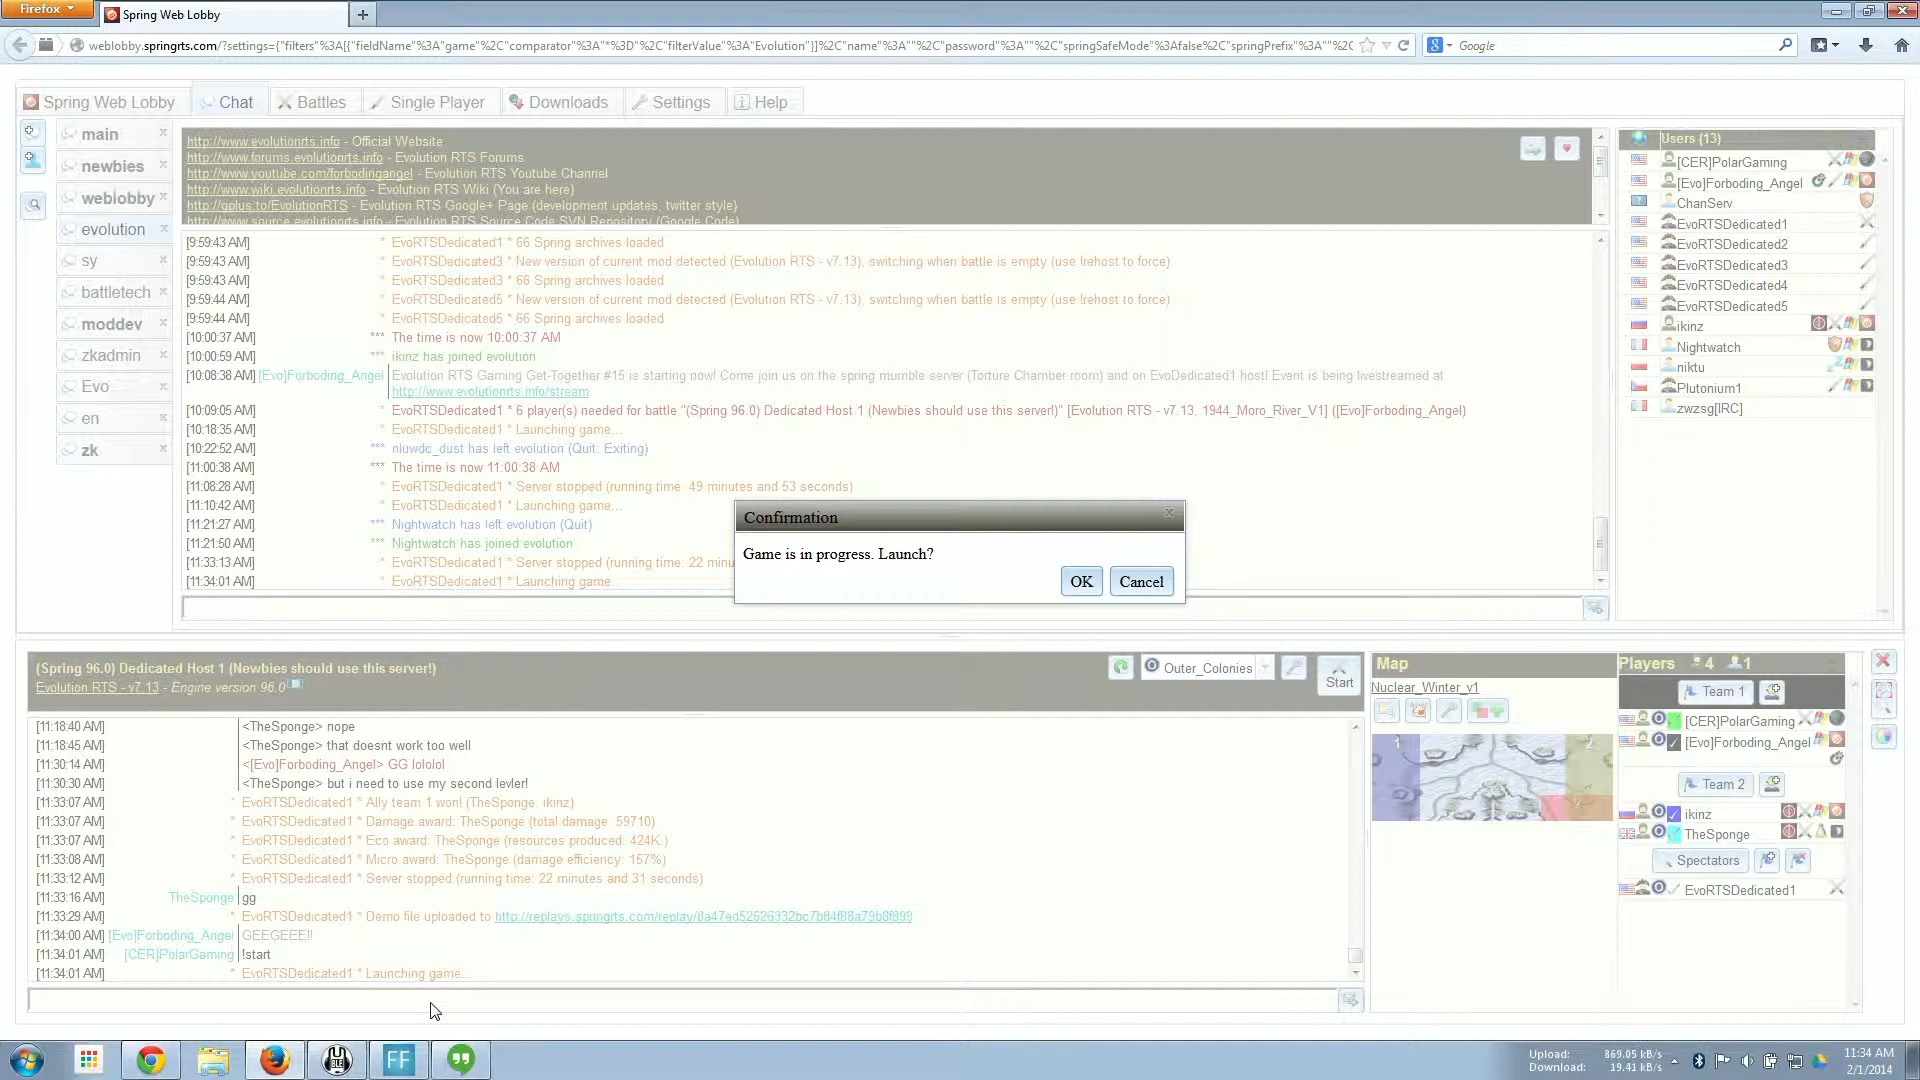 Firefox
Spring Web Lobby
weblobby.springrts.com/?settings={"filters"%3A[{"fieldName"%3A"game"%2C"comparator"%3A"*%3D"%2C"filterValue"%3A"Evolution"}]%2C"name"%3A""%2C"password"%3A""%2C"springSafeMode"%3Afalse%2C"springPrefix"%3A""%2C
Google
Spring Web Lobby
Chat
Battles
Single Player
Downloads
Settings
Help
main
newbies
weblobby
evolution
sy
battletech
moddev
zkadmin
Evo
en
zk
http://www.evolutionrts.info - Official Website
http://www.forums.evolutionrts.info - Evolution RTS Forums
http://www.youtube.com/forbodingangel - Evolution RTS Youtube Channel
http://www.wiki.evolutionrts.info - Evolution RTS Wiki (You are here)
http://gplus.to/EvolutionRTS - Evolution RTS Google+ Page (development updates, twitter style)
http://www.source.evolutionrts.info - Evolution RTS Source Code SVN Repository (Google Code)
[9:59:43 AM] * EvoRTSDedicated1 * 66 Spring archives loaded
[9:59:43 AM] * EvoRTSDedicated3 * New version of current mod detected (Evolution RTS - v7.13), switching when battle is empty (use !rehost to force)
[9:59:43 AM] * EvoRTSDedicated3 * 66 Spring archives loaded
[9:59:44 AM] * EvoRTSDedicated5 * New version of current mod detected (Evolution RTS - v7.13), switching when battle is empty (use !rehost to force)
[9:59:44 AM] * EvoRTSDedicated5 * 66 Spring archives loaded
[10:00:37 AM] *** The time is now 10:00:37 AM
[10:00:59 AM] *** ikinz has joined evolution
[10:08:38 AM] [Evo]Forboding_Angel Evolution RTS Gaming Get-Together #15 is starting now! Come join us on the spring mumble server (Torture Chamber room) and on EvoDedicated1 host! Event is being livestreamed at
http://www.evolutionrts.info/stream
[10:09:05 AM] * EvoRTSDedicated1 * 6 player(s) needed for battle "(Spring 96.0) Dedicated Host 1 (Newbies should use this server!)" [Evolution RTS - v7.13, 1944_Moro_River_V1] ([Evo]Forboding_Angel)
[10:18:35 AM] * EvoRTSDedicated1 * Launching game...
[10:22:52 AM] *** nluwdc_dust has left evolution (Quit: Exiting)
[11:00:38 AM] *** The time is now 11:00:38 AM
[11:08:28 AM] * EvoRTSDedicated1 * Server stopped (running time: 49 minutes and 53 seconds)
[11:10:42 AM] * EvoRTSDedicated1 * Launching game...
[11:21:27 AM] *** Nightwatch has left evolution (Quit)
[11:21:50 AM] *** Nightwatch has joined evolution
[11:33:13 AM] * EvoRTSDedicated1 * Server stopped (running time: 22 minu
[11:34:01 AM] * EvoRTSDedicated1 * Launching game...
Users (13)
[CER]PolarGaming
[Evo]Forboding_Angel
ChanServ
EvoRTSDedicated1
EvoRTSDedicated2
EvoRTSDedicated3
EvoRTSDedicated4
EvoRTSDedicated5
ikinz
Nightwatch
niktu
Plutonium1
zwzsg[IRC]
Confirmation
Game is in progress. Launch?
OK
Cancel
(Spring 96.0) Dedicated Host 1 (Newbies should use this server!)
Evolution RTS - v7.13 - Engine version 96.0
Outer_Colonies
Start
[11:18:40 AM] <TheSponge> nope
[11:18:45 AM] <TheSponge> that doesnt work too well
[11:30:14 AM] <[Evo]Forboding_Angel> GG lololol
[11:30:30 AM] <TheSponge> but i need to use my second levler!
[11:33:07 AM] * EvoRTSDedicated1 * Ally team 1 won! (TheSponge, ikinz)
[11:33:07 AM] * EvoRTSDedicated1 * Damage award: TheSponge (total damage: 59710)
[11:33:07 AM] * EvoRTSDedicated1 * Eco award: TheSponge (resources produced: 424K.)
[11:33:08 AM] * EvoRTSDedicated1 * Micro award: TheSponge (damage efficiency: 157%)
[11:33:12 AM] * EvoRTSDedicated1 * Server stopped (running time: 22 minutes and 31 seconds)
[11:33:16 AM] TheSponge gg
[11:33:29 AM] * EvoRTSDedicated1 * Demo file uploaded to http://replays.springrts.com/replay/8a47ed52626332bc7b84f88a79b8f899
[11:34:00 AM] [Evo]Forboding_Angel GEEGEEE!!
[11:34:01 AM] [CER]PolarGaming !start
[11:34:01 AM] * EvoRTSDedicated1 * Launching game...
Map
Nuclear_Winter_v1
1
2
Players 4 1
Team 1
[CER]PolarGaming
[Evo]Forboding_Angel
Team 2
ikinz
TheSponge
Spectators
EvoRTSDedicated1
BLE
FF
Upload: 869.05 kB/s
Download: 19.41 kB/s
11:34 AM
2/1/2014